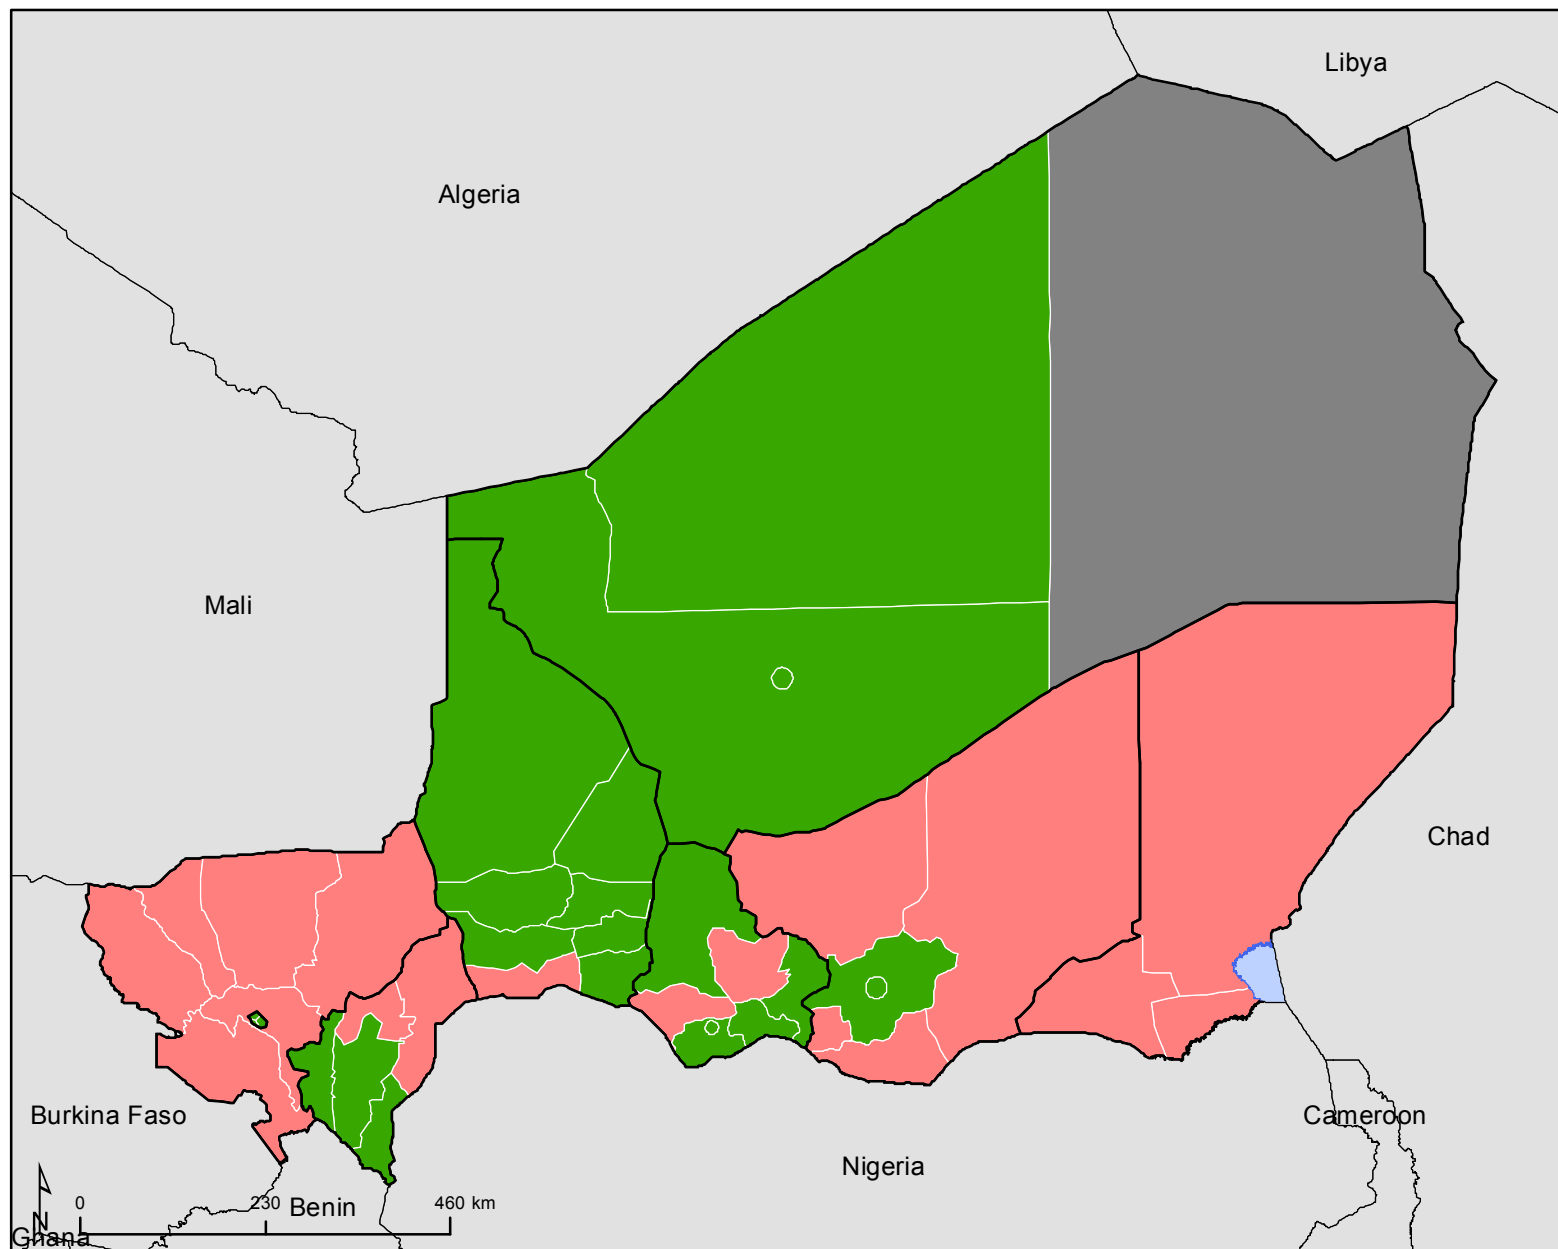 Libya
Algeria
Mali
Chad
Burkina Faso
Cameroon
Nigeria
0 230 460 km
Benin
N
Ghana